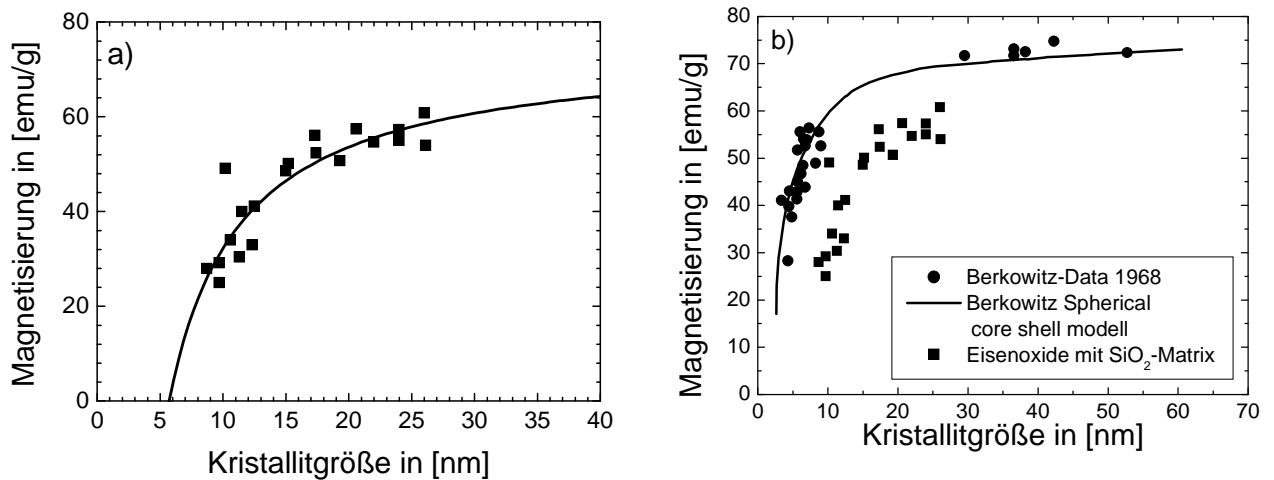 a)
Magnetisierung in [emu/g]
80
60
40
20
0
0 5 10 15 20 25 30 35 40
Kristallitgröße in [nm]
b)
Magnetisierung in [emu/g]
80
70
60
50
40
30
20
10
0
Berkowitz-Data 1968
Berkowitz Spherical
core shell modell
Eisenoxide mit SiO₂-Matrix
0 10 20 30 40 50 60 70
Kristallitgröße in [nm]